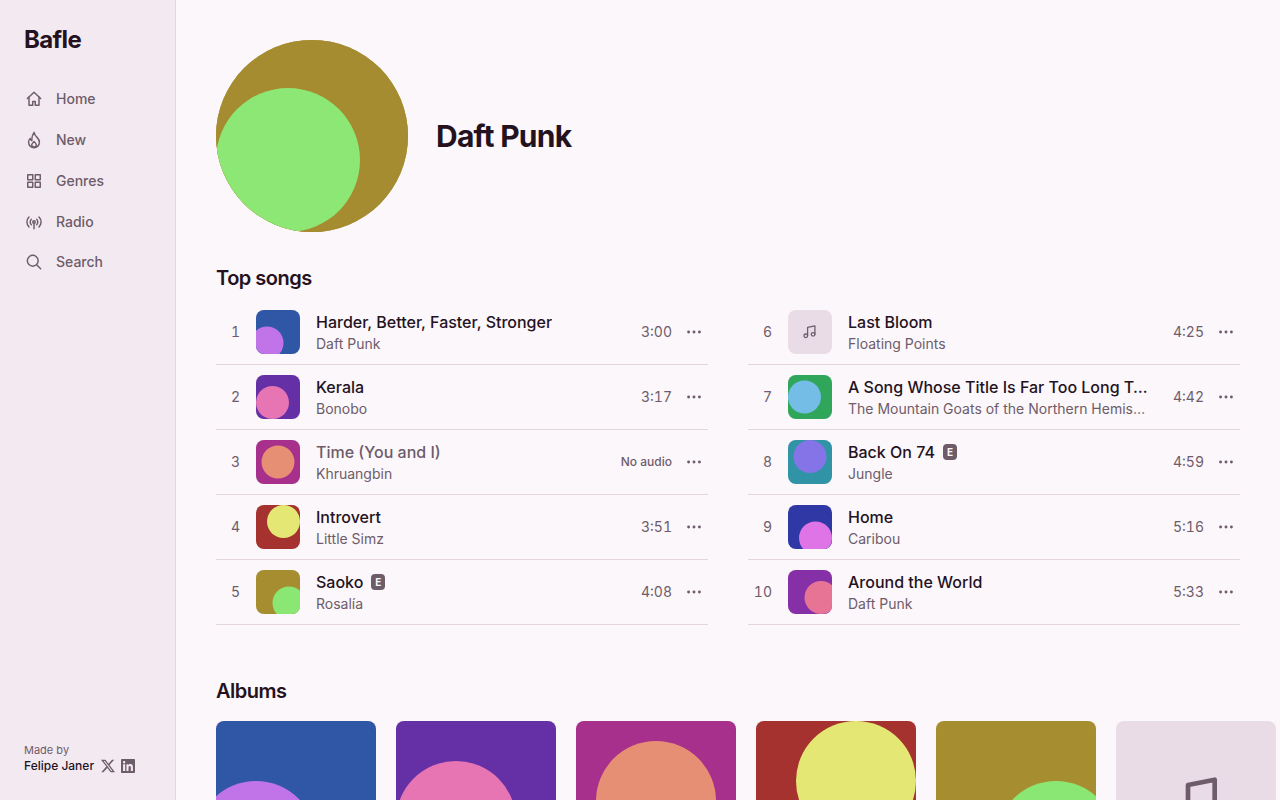 Bafle
Home
New
Genres
Radio
Search
Made by
Felipe Janer
Daft Punk
Top songs
1 Harder, Better, Faster, Stronger 3:00
Daft Punk
2 Kerala 3:17
Bonobo
3 Time (You and I) No audio
Khruangbin
4 Introvert 3:51
Little Simz
5 Saoko E 4:08
Rosalía
6 Last Bloom 4:25
Floating Points
7 A Song Whose Title Is Far Too Long T... 4:42
The Mountain Goats of the Northern Hemis...
8 Back On 74 E 4:59
Jungle
9 Home 5:16
Caribou
10 Around the World 5:33
Daft Punk
Albums